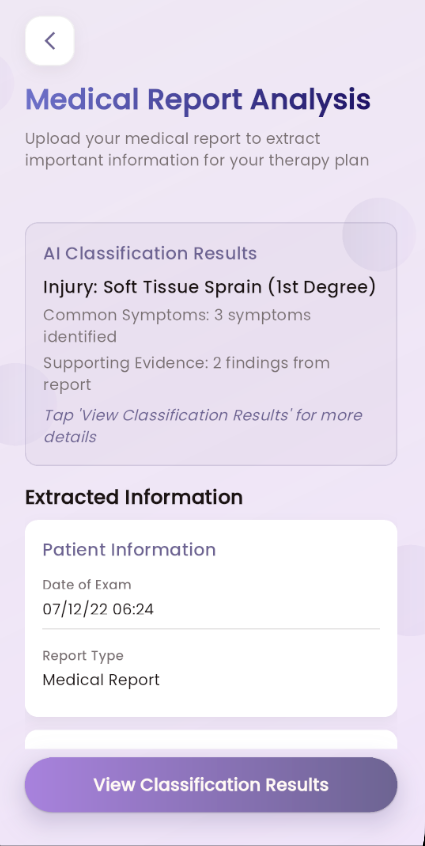 Medical Report Analysis
Upload your medical report to extract
important information for your therapy plan
AI Classification Results
Injury: Soft Tissue Sprain (1st Degree)
Common Symptoms: 3 symptoms
identified
Supporting Evidence: 2 findings from
report
Tap 'View Classification Results' for more
details
Extracted Information
Patient Information
Date of Exam
07/12/22 06:24
Report Type
Medical Report
View Classification Results